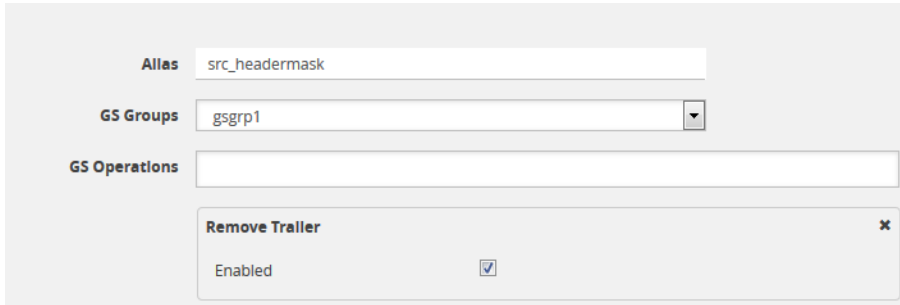 Alias
src_headermask
GS Groups
gsgrp1
GS Operations
Remove Trailer
Enabled